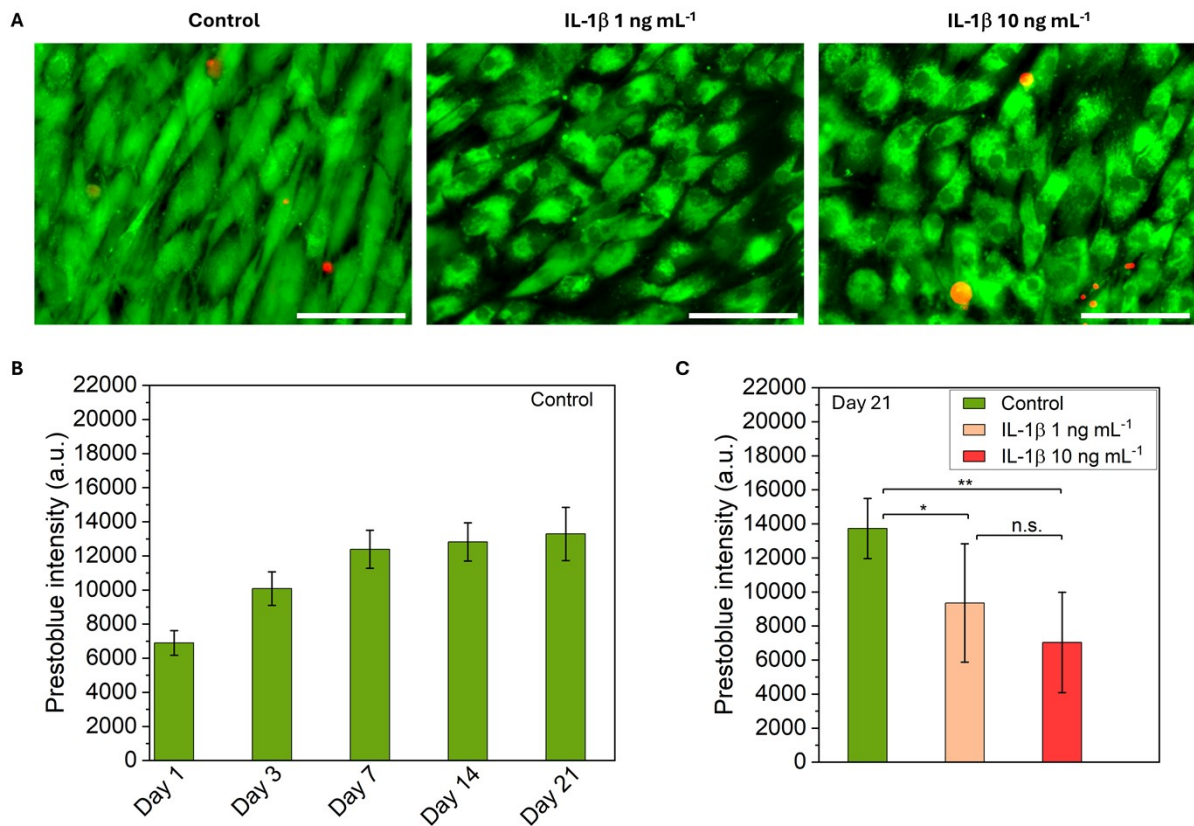 A
Control
IL-1β 1 ng mL⁻¹
IL-1β 10 ng mL⁻¹
B
Prestoblue intensity (a.u.)
22000
20000
18000
16000
14000
12000
10000
8000
6000
4000
2000
0
Control
Day 1
Day 3
Day 7
Day 14
Day 21
C
Prestoblue intensity (a.u.)
22000
20000
18000
16000
14000
12000
10000
8000
6000
4000
2000
0
Day 21
Control
IL-1β 1 ng mL⁻¹
IL-1β 10 ng mL⁻¹
**
*
n.s.